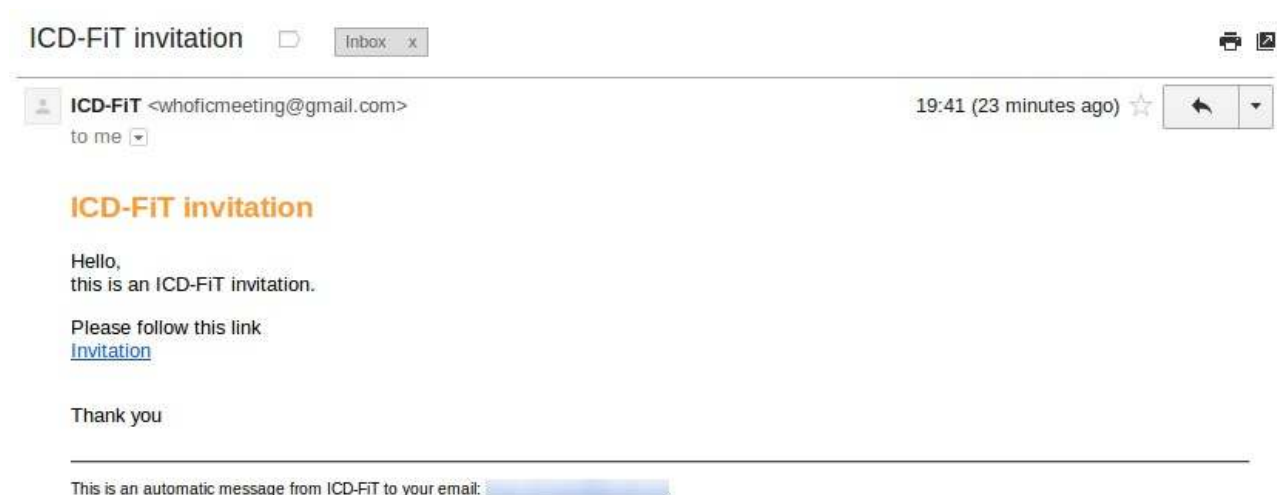 ICD-FiT invitation
Inbox x
ICD-FiT <whoficmeeting@gmail.com>
19:41 (23 minutes ago)
to me
ICD-FiT invitation
Hello,
this is an ICD-FiT invitation.
Please follow this link
Invitation
Thank you
This is an automatic message from ICD-FiT to your email: